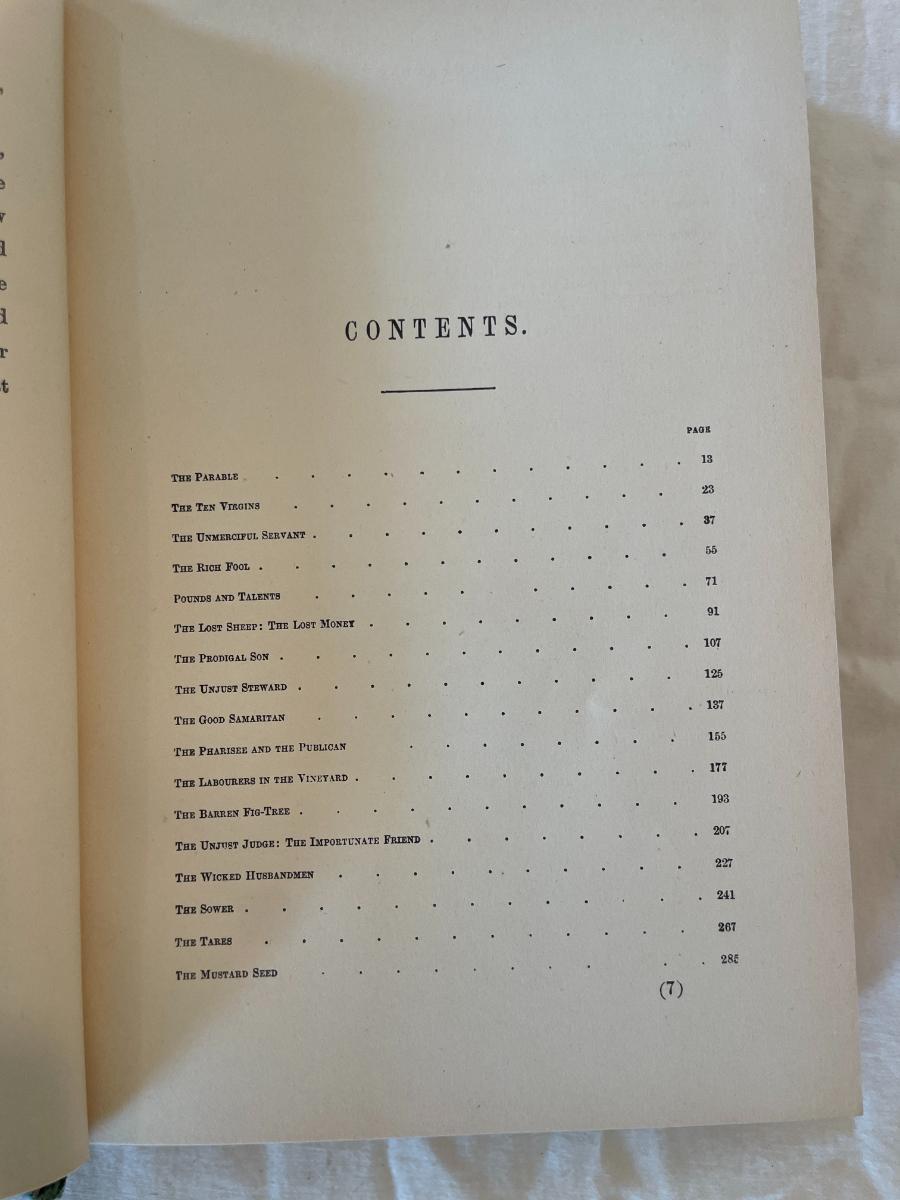 CONTENTS.
PAGE
THE PARABLE . . . . . . . . . . . . 13
THE TEN VIRGINS . . . . . . . . . . . 23
THE UNMERCIFUL SERVANT . . . . . . . . . . . 37
THE RICH FOOL . . . . . . . . . . . . 55
POUNDS AND TALENTS . . . . . . . . . . 71
THE LOST SHEEP: THE LOST MONEY . . . . . . . . . 91
THE PRODIGAL SON . . . . . . . . . . . . 107
THE UNJUST STEWARD . . . . . . . . . . . 125
THE GOOD SAMARITAN . . . . . . . . . . . 137
THE PHARISEE AND THE PUBLICAN . . . . . . . . 155
THE LABOURERS IN THE VINEYARD . . . . . . . . . . 177
THE BARREN FIG-TREE . . . . . . . . . . . 193
THE UNJUST JUDGE: THE IMPORTUNATE FRIEND . . . . . . . . 207
THE WICKED HUSBANDMEN . . . . . . . . . . 227
THE SOWER . . . . . . . . . . . . . 241
THE TARES . . . . . . . . . . . . 267
THE MUSTARD SEED . . . . . . . . . . 285
(7)